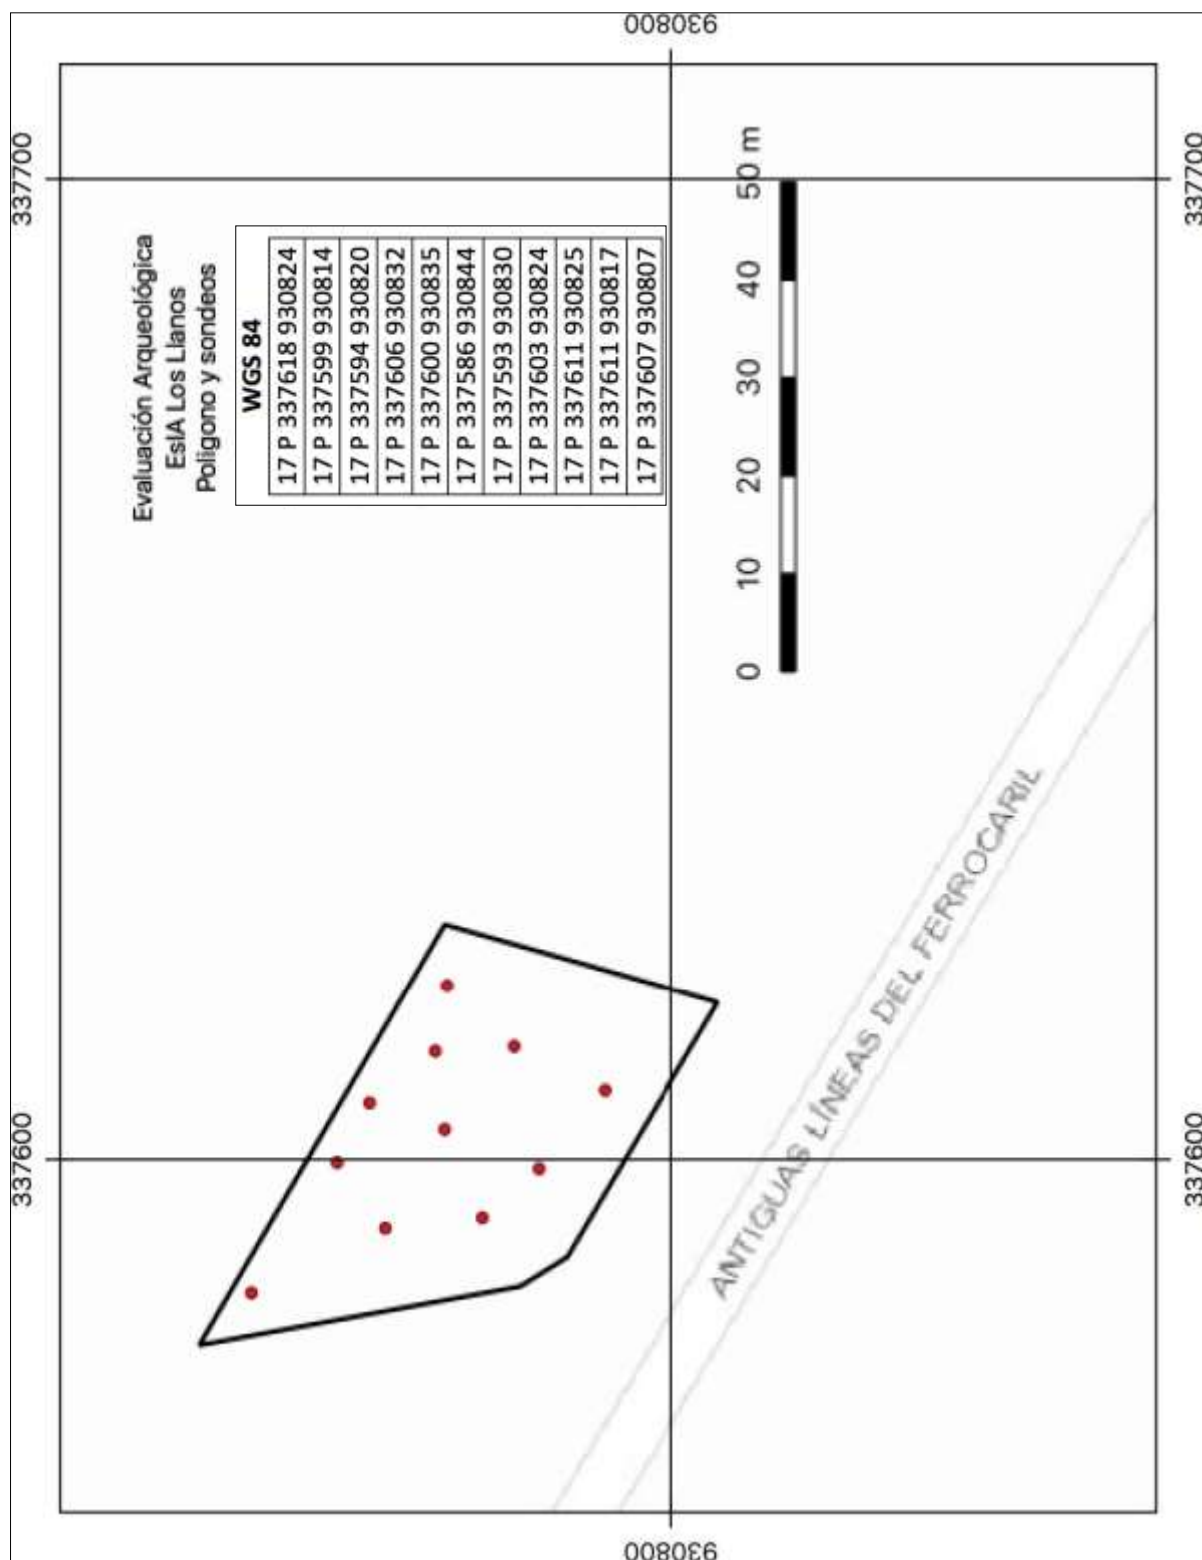 Evaluación Arqueológica
EsIA Los Llanos
Poligono y sondeos
WGS 84
17 P 337618 930824
17 P 337599 930814
17 P 337594 930820
17 P 337606 930832
17 P 337600 930835
17 P 337586 930844
17 P 337593 930830
17 P 337603 930824
17 P 337611 930825
17 P 337611 930817
17 P 337607 930807
337600
337700
930800
930800
0 10 20 30 40 50 m
ANTIGUAS LÍNEAS DEL FERROCARIL
337600
337700